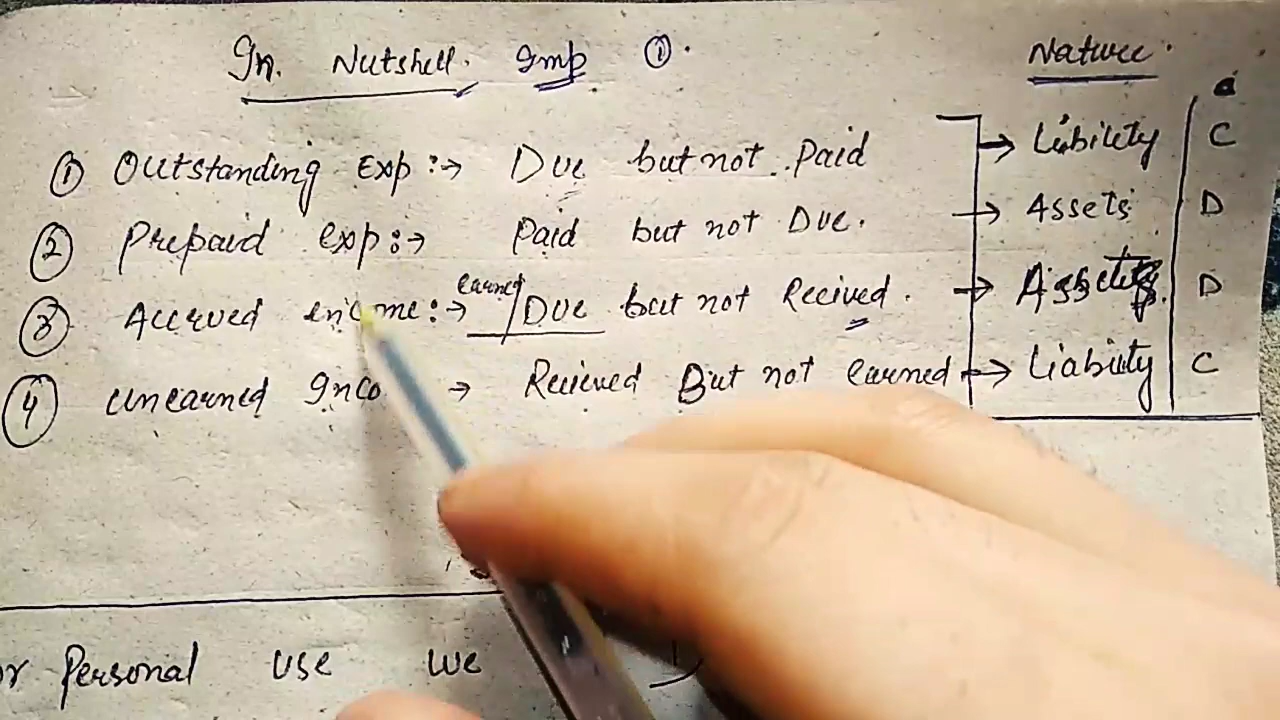 In Nutshell. Imp ①. Nature.
① Outstanding Exp :→ Due but not Paid → Libility C
② Prepaid exp :→ Paid but not Due. → Assets D
③ Accrued income :→ earned/Due but not Recived. → Assets D
④ unearned Inco → Recieved But not earned → Liability C
Personal use we